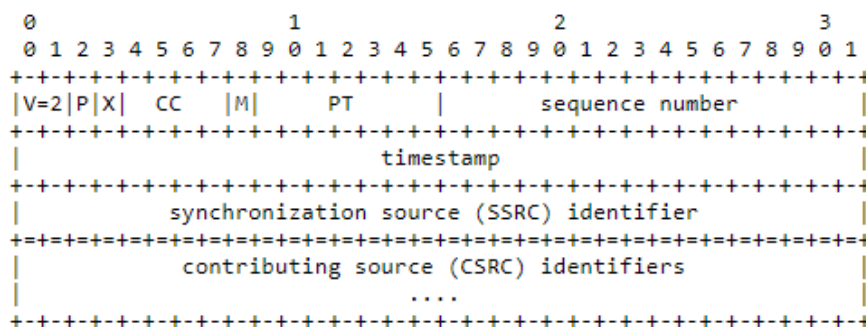 0                   1                   2                   3
 0 1 2 3 4 5 6 7 8 9 0 1 2 3 4 5 6 7 8 9 0 1 2 3 4 5 6 7 8 9 0 1
+-+-+-+-+-+-+-+-+-+-+-+-+-+-+-+-+-+-+-+-+-+-+-+-+-+-+-+-+-+-+-+-+
|V=2|P|X|  CC   |M|     PT      |       sequence number         |
+-+-+-+-+-+-+-+-+-+-+-+-+-+-+-+-+-+-+-+-+-+-+-+-+-+-+-+-+-+-+-+-+
|                           timestamp                           |
+-+-+-+-+-+-+-+-+-+-+-+-+-+-+-+-+-+-+-+-+-+-+-+-+-+-+-+-+-+-+-+-+
|           synchronization source (SSRC) identifier            |
+=+=+=+=+=+=+=+=+=+=+=+=+=+=+=+=+=+=+=+=+=+=+=+=+=+=+=+=+=+=+=+=+
|            contributing source (CSRC) identifiers             |
|                             ....                              |
+-+-+-+-+-+-+-+-+-+-+-+-+-+-+-+-+-+-+-+-+-+-+-+-+-+-+-+-+-+-+-+-+